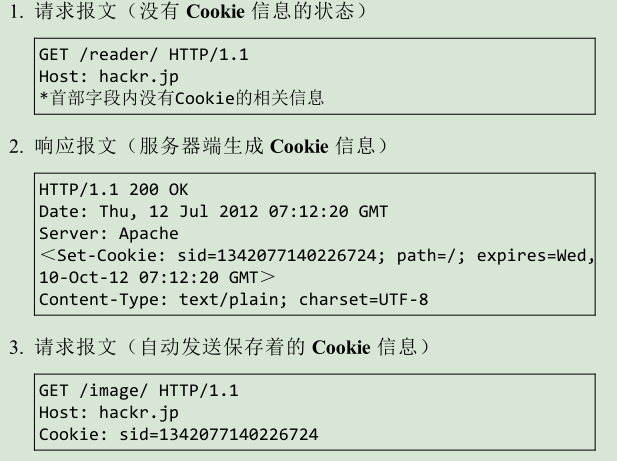 1. 请求报文（没有 Cookie 信息的状态）
GET /reader/ HTTP/1.1
Host: hackr.jp
*首部字段内没有Cookie的相关信息
2. 响应报文（服务器端生成 Cookie 信息）
HTTP/1.1 200 OK
Date: Thu, 12 Jul 2012 07:12:20 GMT
Server: Apache
＜Set-Cookie: sid=1342077140226724; path=/; expires=Wed,
10-Oct-12 07:12:20 GMT＞
Content-Type: text/plain; charset=UTF-8
3. 请求报文（自动发送保存着的 Cookie 信息）
GET /image/ HTTP/1.1
Host: hackr.jp
Cookie: sid=1342077140226724